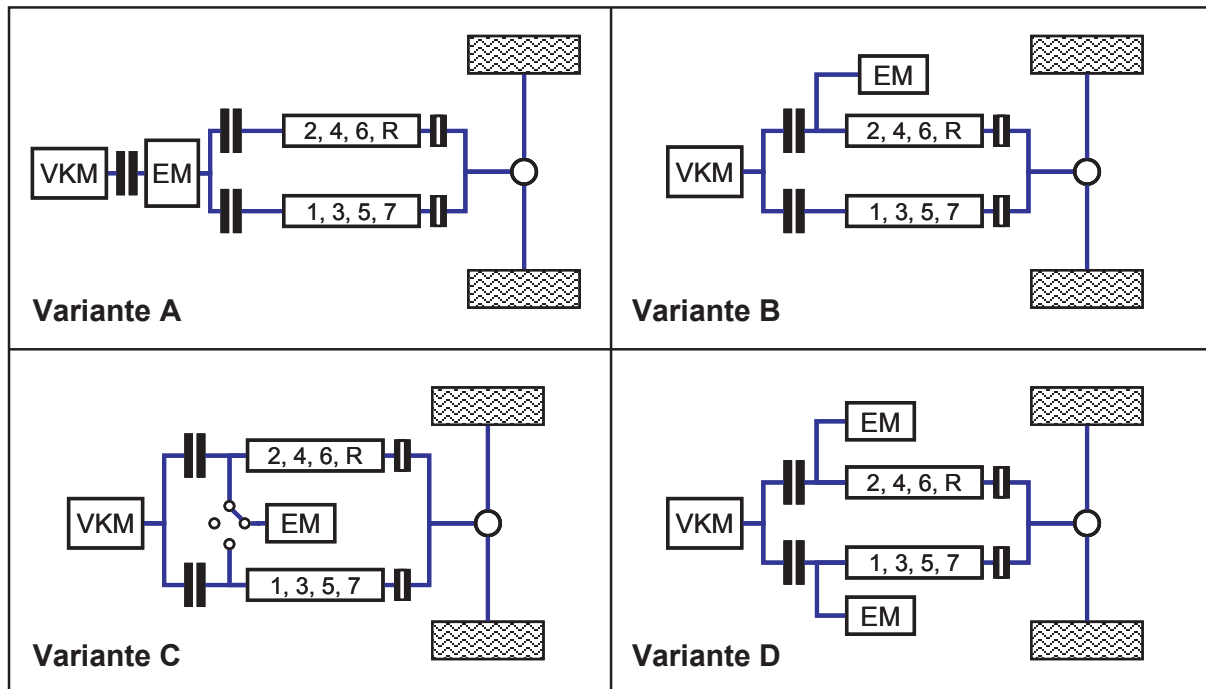 EM
2, 4, 6, R
VKM EM
1, 3, 5, 7
Variante A
EM
2, 4, 6, R
VKM
1, 3, 5, 7
Variante B
2, 4, 6, R
VKM EM
1, 3, 5, 7
Variante C
EM
2, 4, 6, R
VKM
1, 3, 5, 7
EM
Variante D